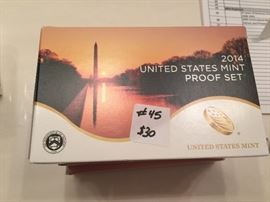 2014
UNITED STATES MINT
PROOF SET
#45
$30
UNITED STATES MINT